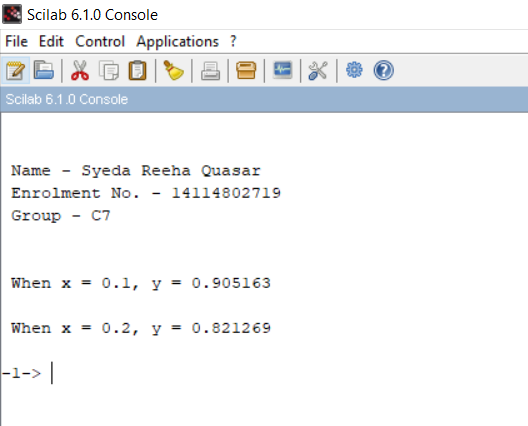 Scilab 6.1.0 Console
File Edit Control Applications ?
Scilab 6.1.0 Console
Name - Syeda Reeha Quasar
Enrolment No. - 14114802719
Group - C7
When x = 0.1, y = 0.905163
When x = 0.2, y = 0.821269
-1->